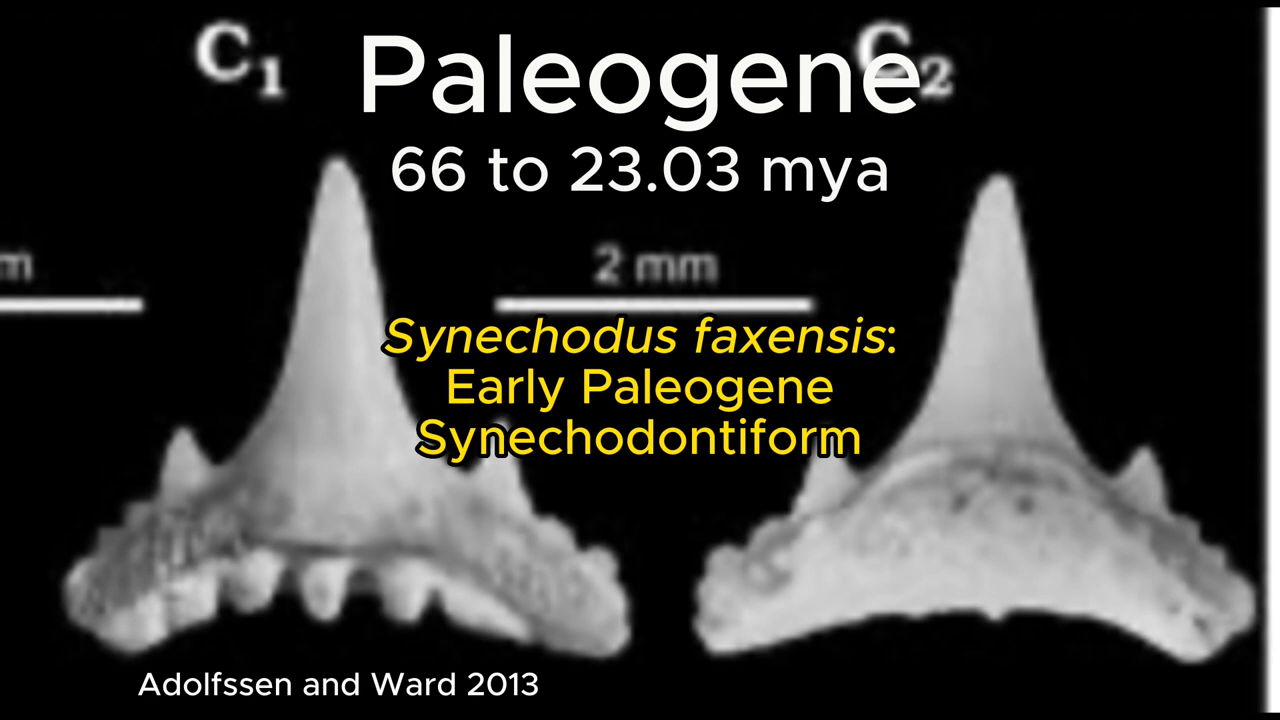 C1
C2
Paleogene
66 to 23.03 mya
m
2 mm
Synechodus faxensis:
Early Paleogene
Synechodontiform
Adolfssen and Ward 2013